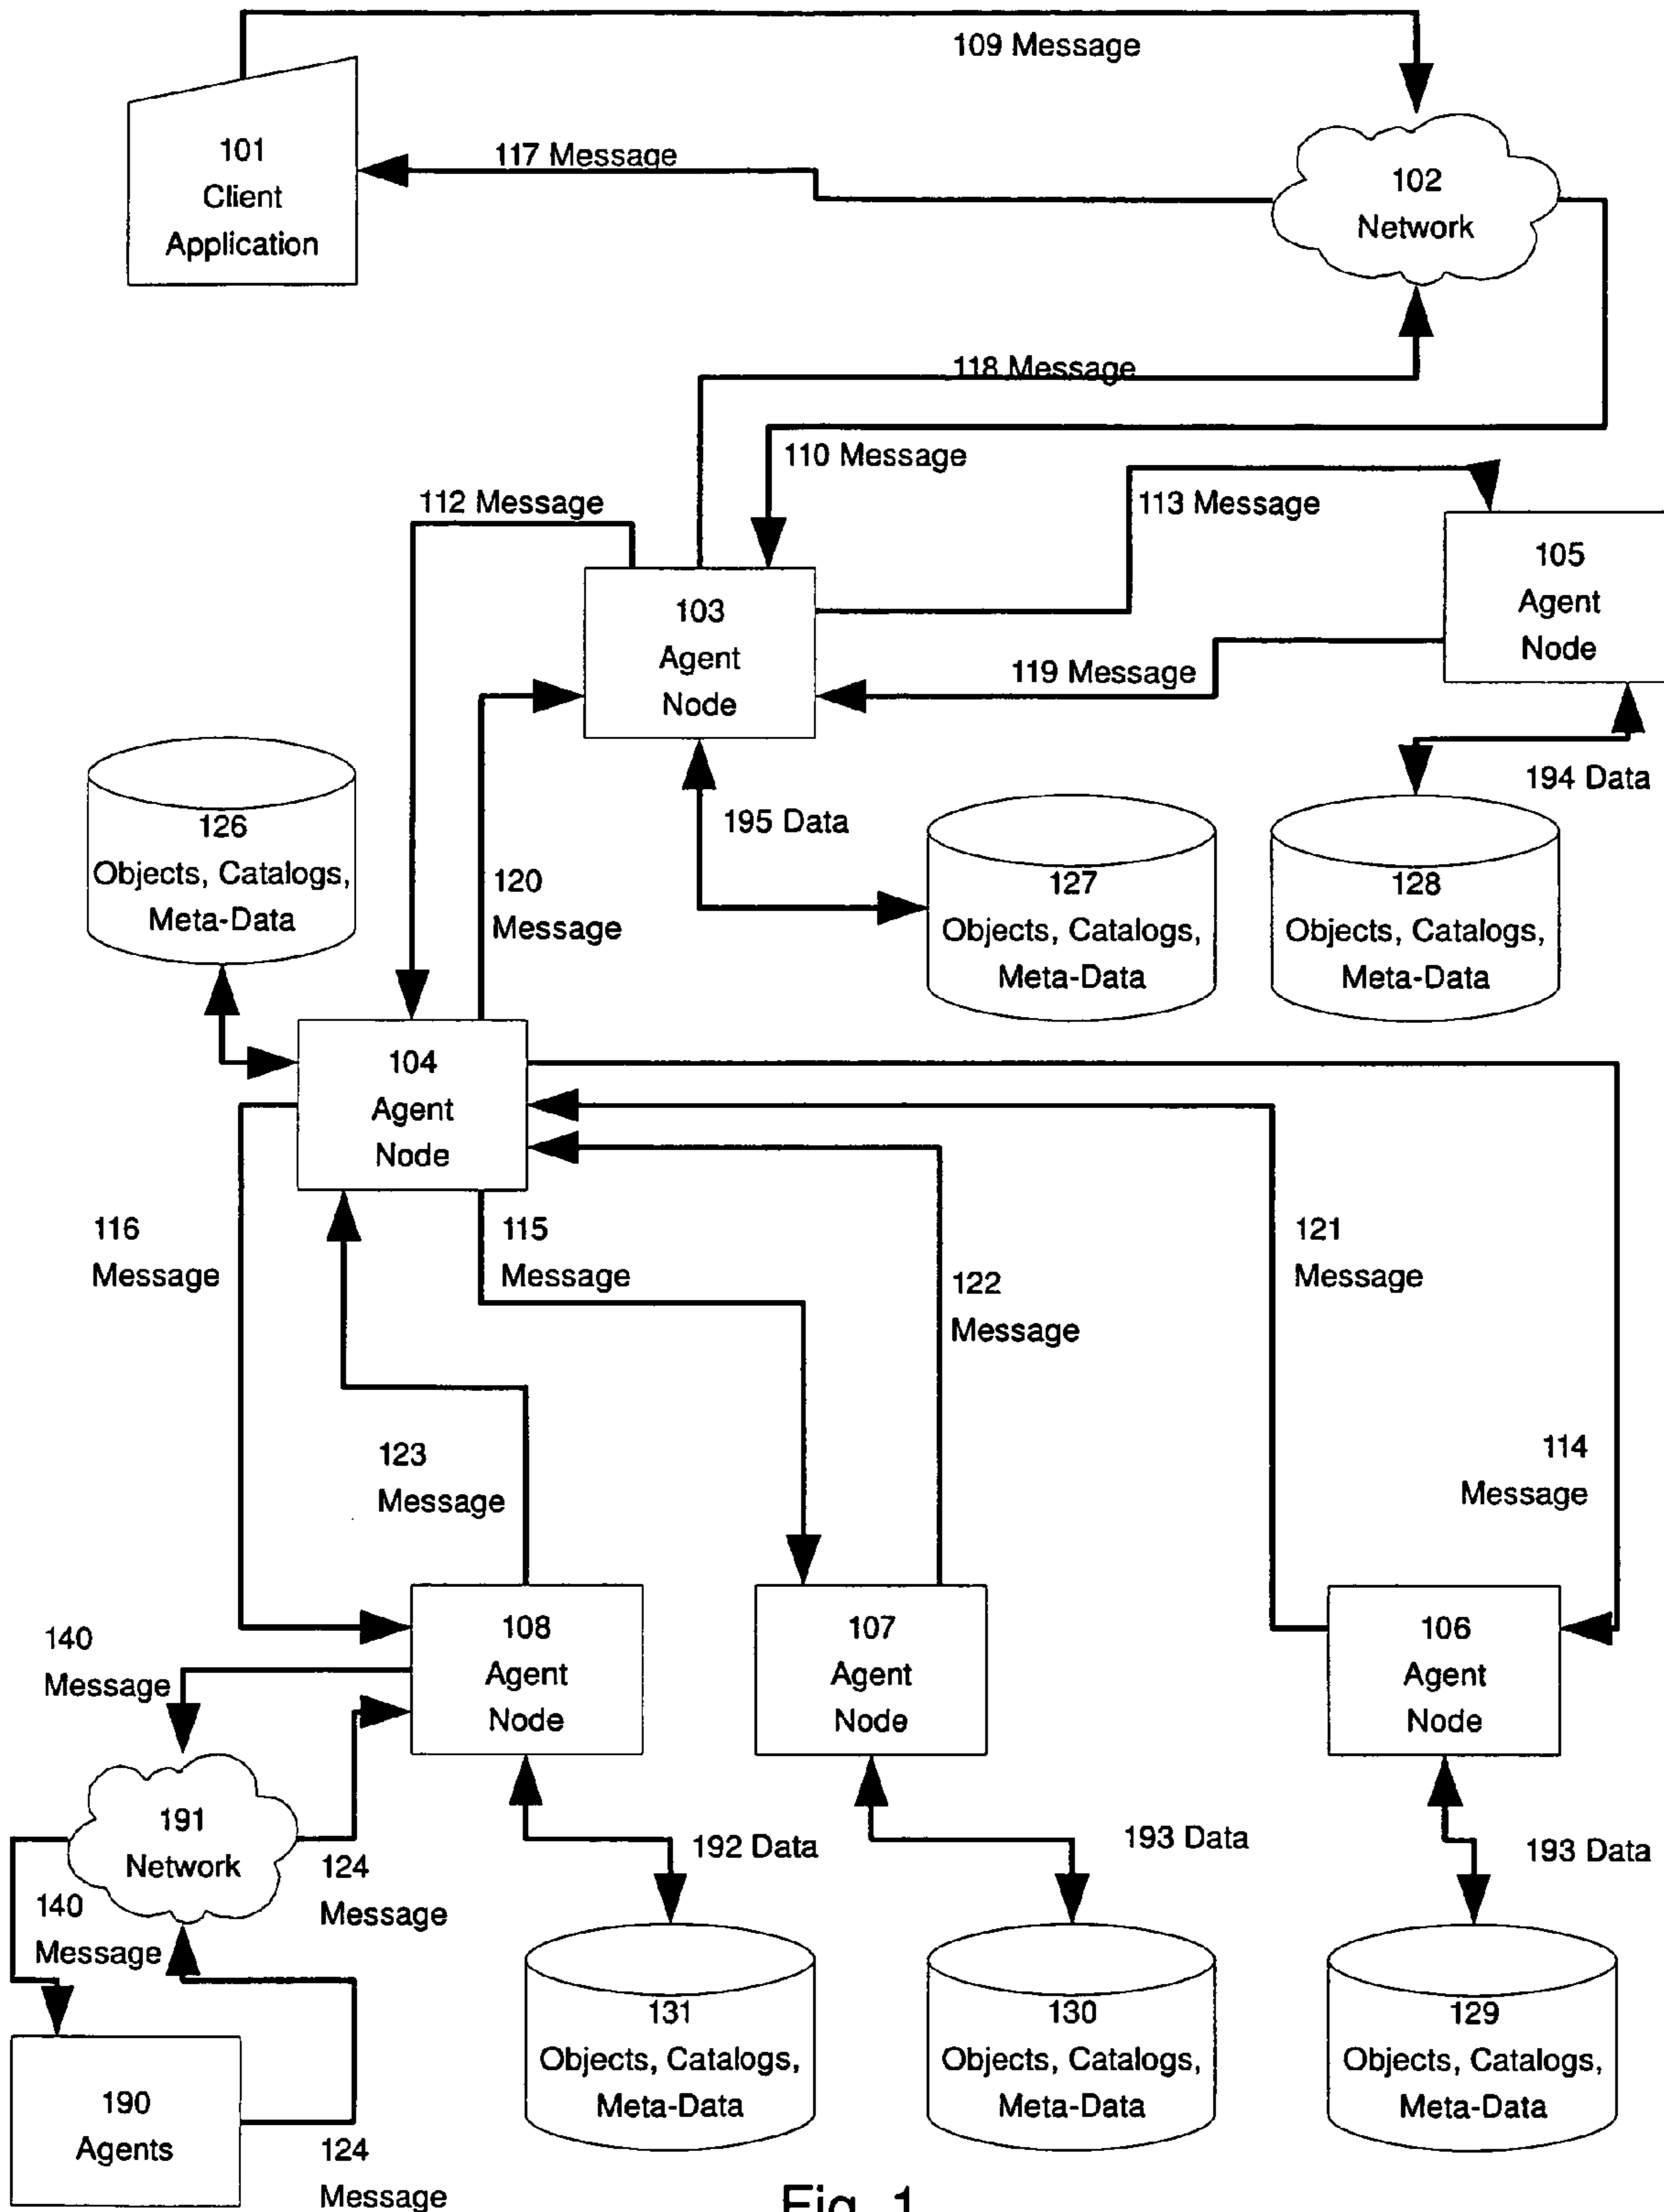 109 Message
101
Client
Application
117 Message
102
Network
118 Message
110 Message
112 Message
113 Message
103
Agent
Node
105
Agent
Node
119 Message
194 Data
126
Objects, Catalogs,
Meta-Data
195 Data
120
Message
127
Objects, Catalogs,
Meta-Data
128
Objects, Catalogs,
Meta-Data
104
Agent
Node
116
Message
115
Message
122
Message
121
Message
123
Message
114
Message
140
Message
108
Agent
Node
107
Agent
Node
106
Agent
Node
191
Network
124
Message
192 Data
193 Data
193 Data
140
Message
131
Objects, Catalogs,
Meta-Data
130
Objects, Catalogs,
Meta-Data
129
Objects, Catalogs,
Meta-Data
190
Agents
124
Message
Fig. 1